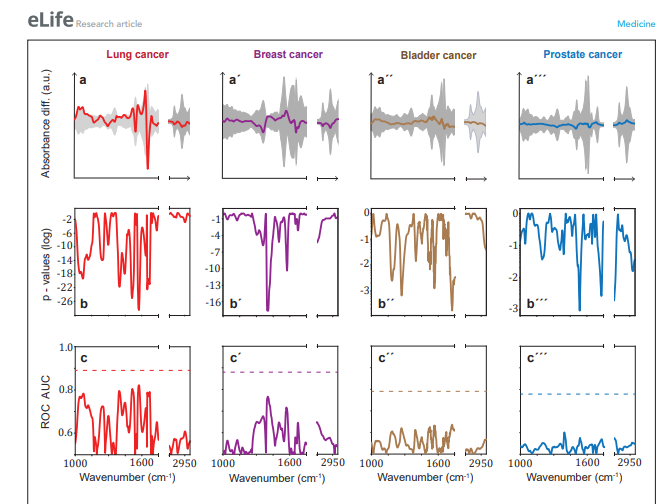 eLife Research article
Medicine
Lung cancer
Breast cancer
Bladder cancer
Prostate cancer
Absorbance diff. (a.u.)
a
a´
a´´
a´´´
p - values (log)
-2
-6
-10
-14
-18
-22
-26
b
-1
-4
-7
-10
-13
-16
b´
0
-1
-2
-3
b´´
0
-1
-2
-3
b´´´
ROC AUC
1.0
0.8
0.6
c
c´
c´´
c´´´
1000 1600 2950
1000 1600 2950
1000 1600 2950
1000 1600 2950
Wavenumber (cm-1)
Wavenumber (cm-1)
Wavenumber (cm-1)
Wavenumber (cm-1)